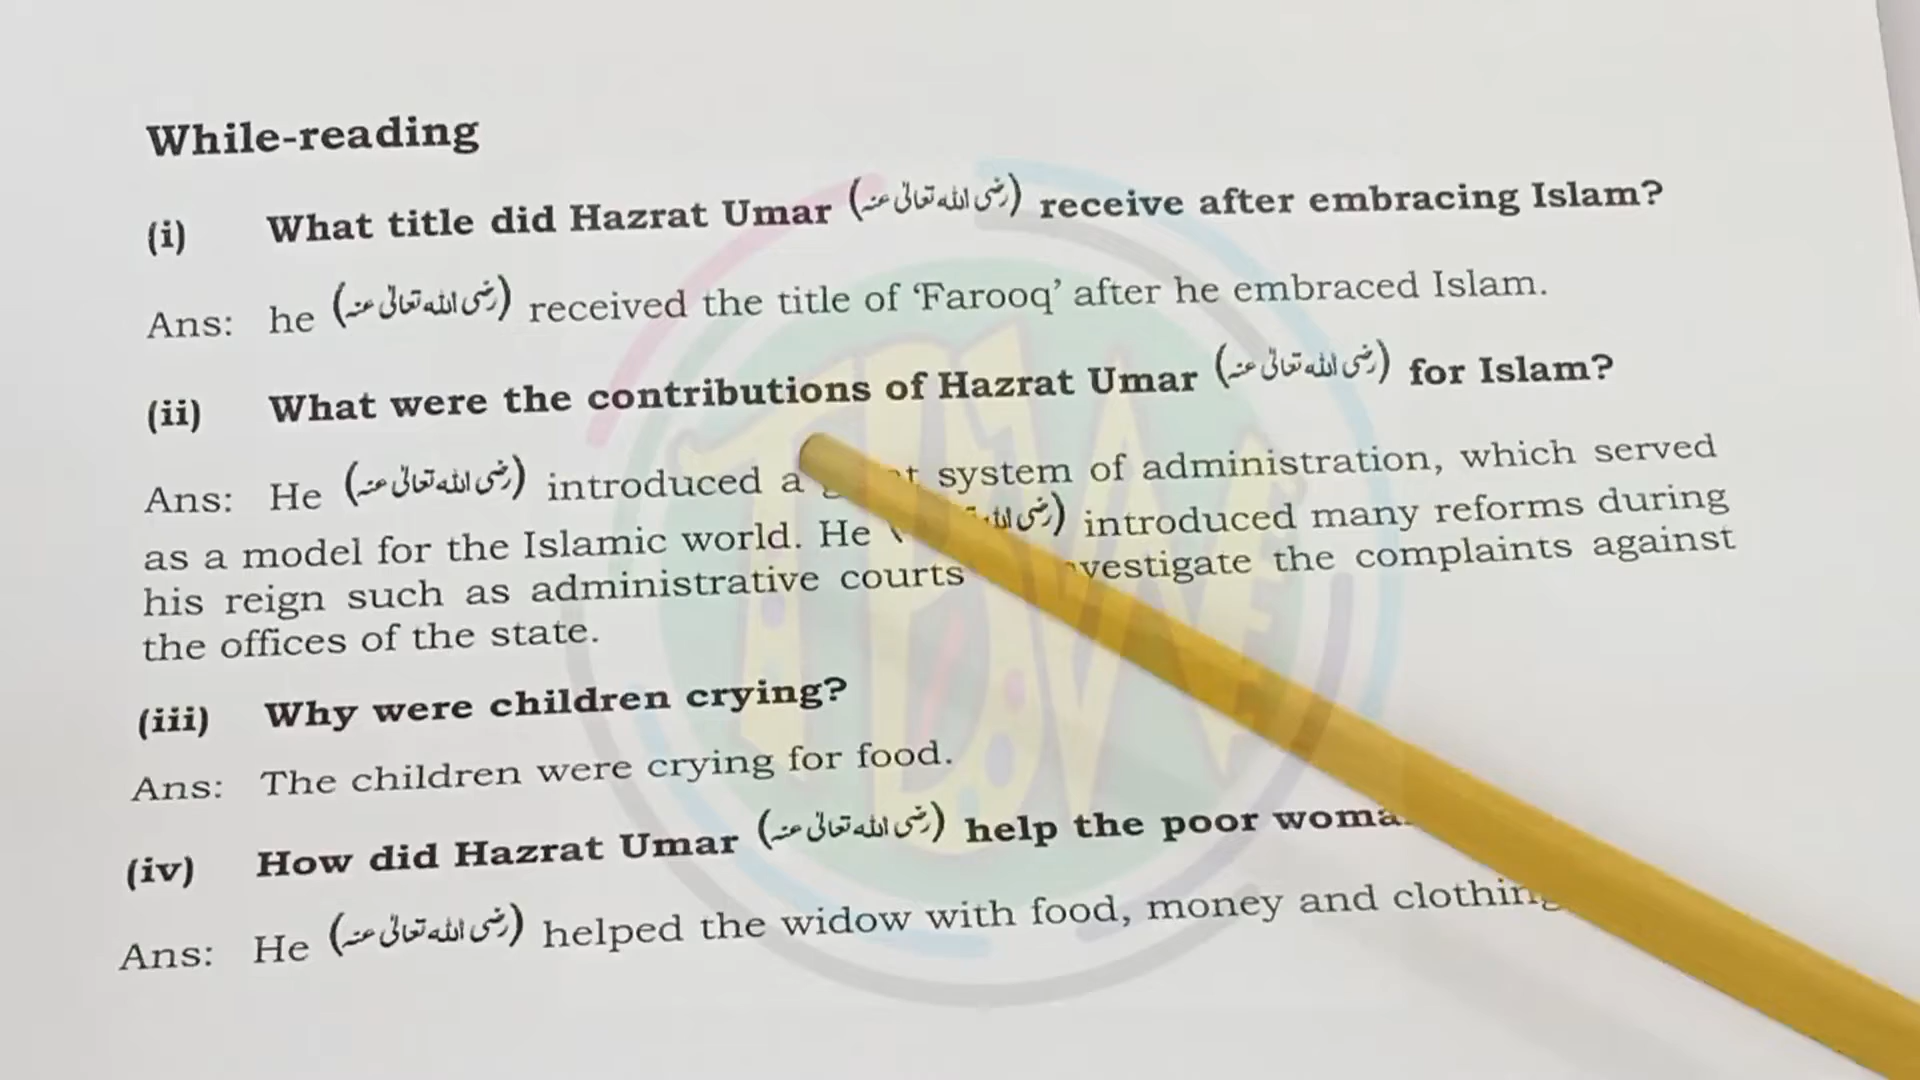 While-reading
(i) What title did Hazrat Umar (رضی اللہ تعالیٰ عنہ) receive after embracing Islam?
Ans: he (رضی اللہ تعالیٰ عنہ) received the title of ‘Farooq’ after he embraced Islam.
(ii) What were the contributions of Hazrat Umar (رضی اللہ تعالیٰ عنہ) for Islam?
Ans: He (رضی اللہ تعالیٰ عنہ) introduced a system of administration, which served
as a model for the Islamic world. He introduced many reforms during
his reign such as administrative courts the complaints against
the offices of the state.
(iii) Why were children crying?
Ans: The children were crying for food.
(iv) How did Hazrat Umar (رضی اللہ تعالیٰ عنہ) help the poor
Ans: He (رضی اللہ تعالیٰ عنہ) helped the widow with food, money and